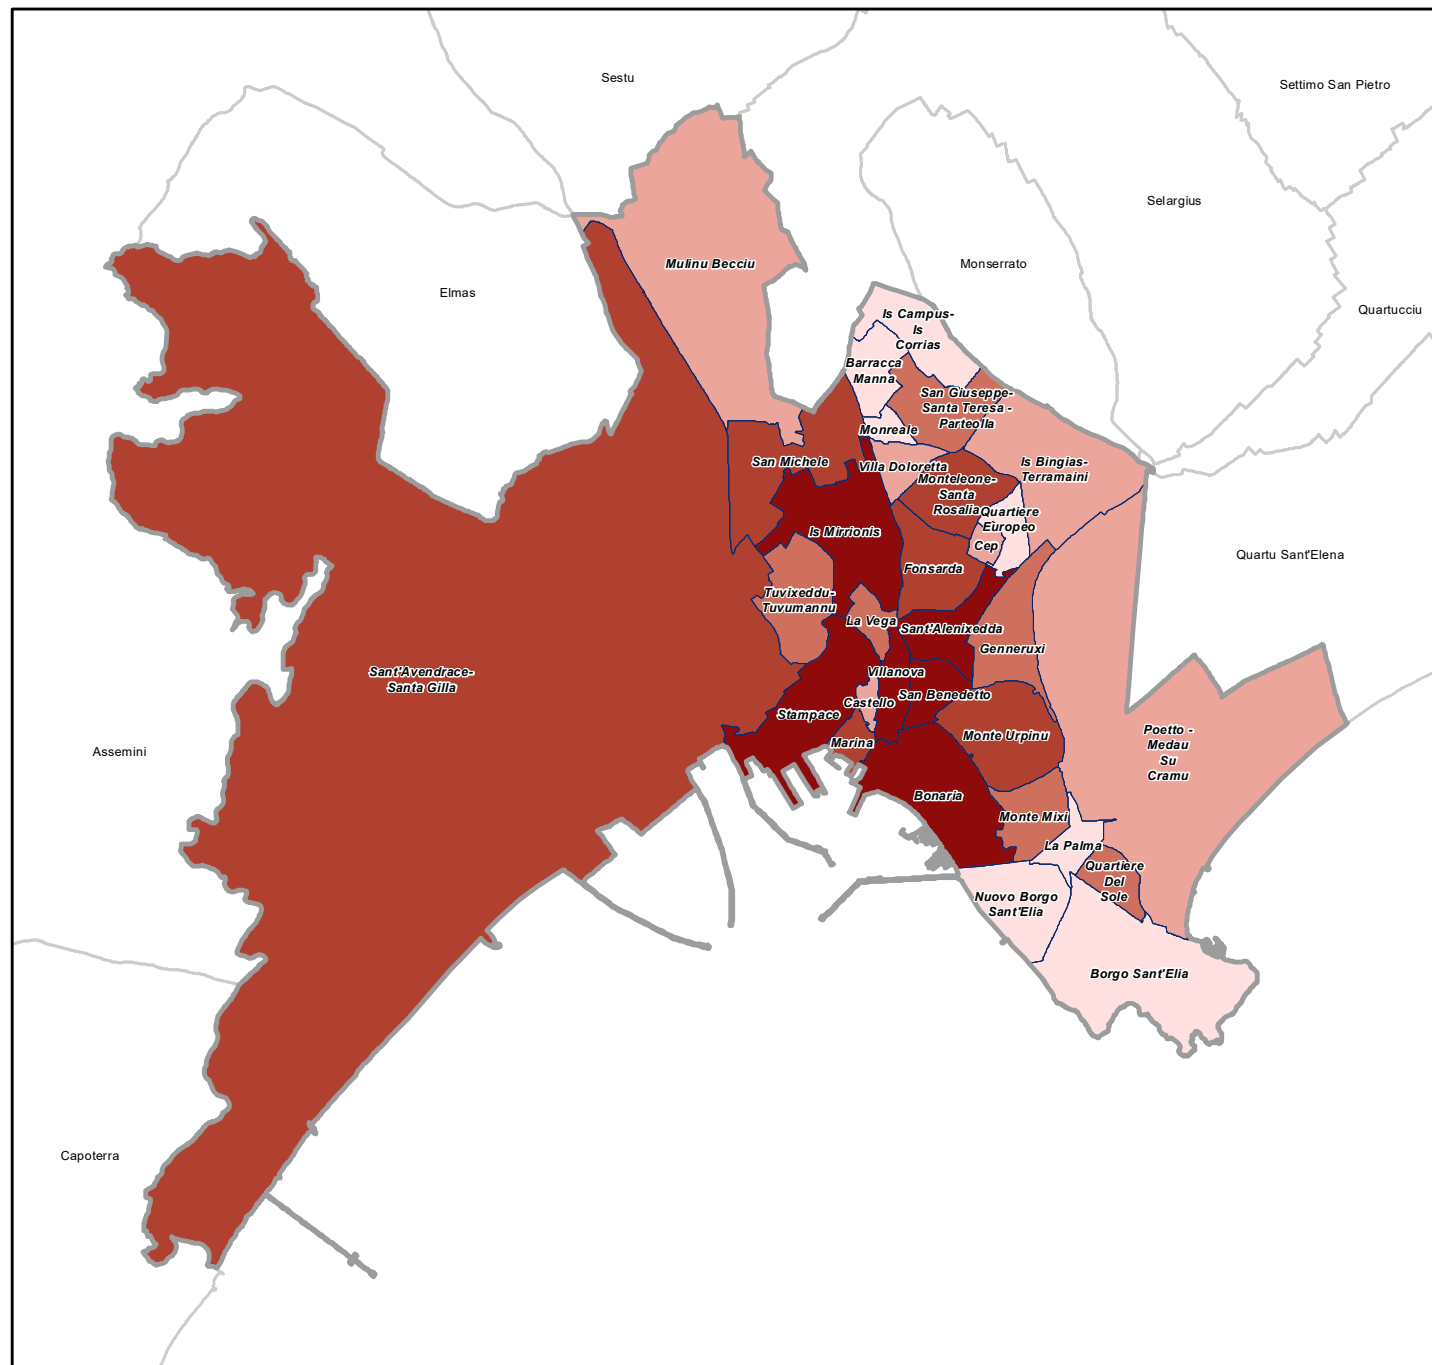 Sestu
Settimo San Pietro
Selargius
Mulinu Becciu
Monserrato
Elmas
Quartucciu
Is Campus-
Is
Corrias
Barracca
Manna
San Giuseppe-
Santa Teresa -
Parteolla
Monreale
San Michele
Villa Doloretta
Is Bingias-
Terramaini
Monteleone-
Santa
Rosalia
Quartiere
Europeo
Is Mirrionis
Cep
Quartu Sant'Elena
Fonsarda
Tuvixeddu-
Tuvumannu
La Vega
Sant'Alenixedda
Genneruxi
Sant'Avendrace-
Santa Gilla
Villanova
San Benedetto
Castello
Stampace
Marina
Monte Urpinu
Poetto -
Medau
Su
Cramu
Assemini
Bonaria
Monte Mixi
La Palma
Quartiere
Del
Sole
Nuovo Borgo
Sant'Elia
Borgo Sant'Elia
Capoterra